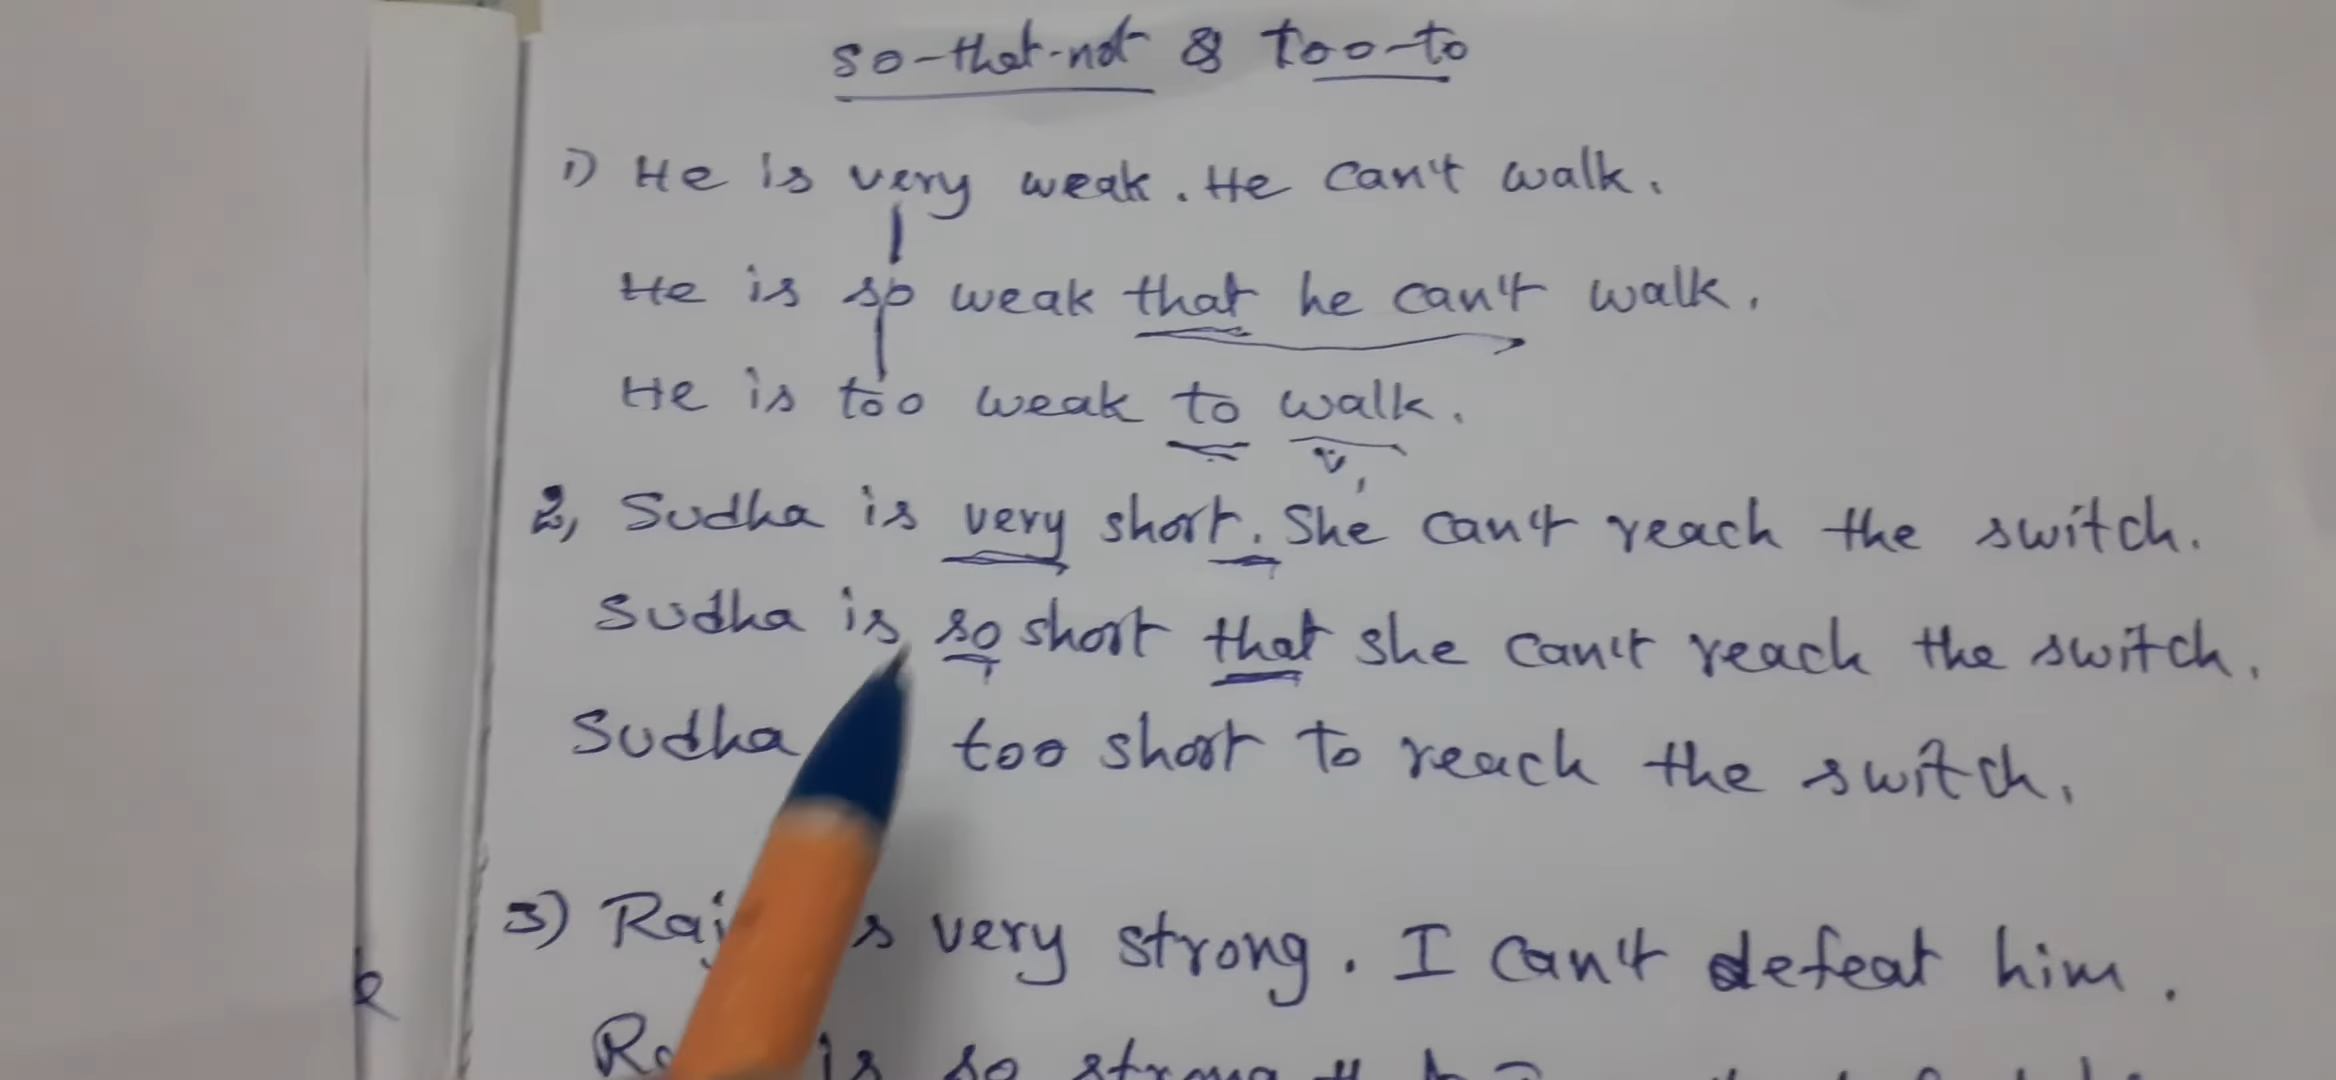 so-that-not & too-to
1) He is very weak. He can't walk.
He is so weak that he can't walk.
He is too weak to walk.
v,
2, Sudha is very short. She can't reach the switch.
Sudha is so short that she can't reach the switch.
Sudha too short to reach the switch.
3) Raj s very strong. I can't defeat him.
is so strong